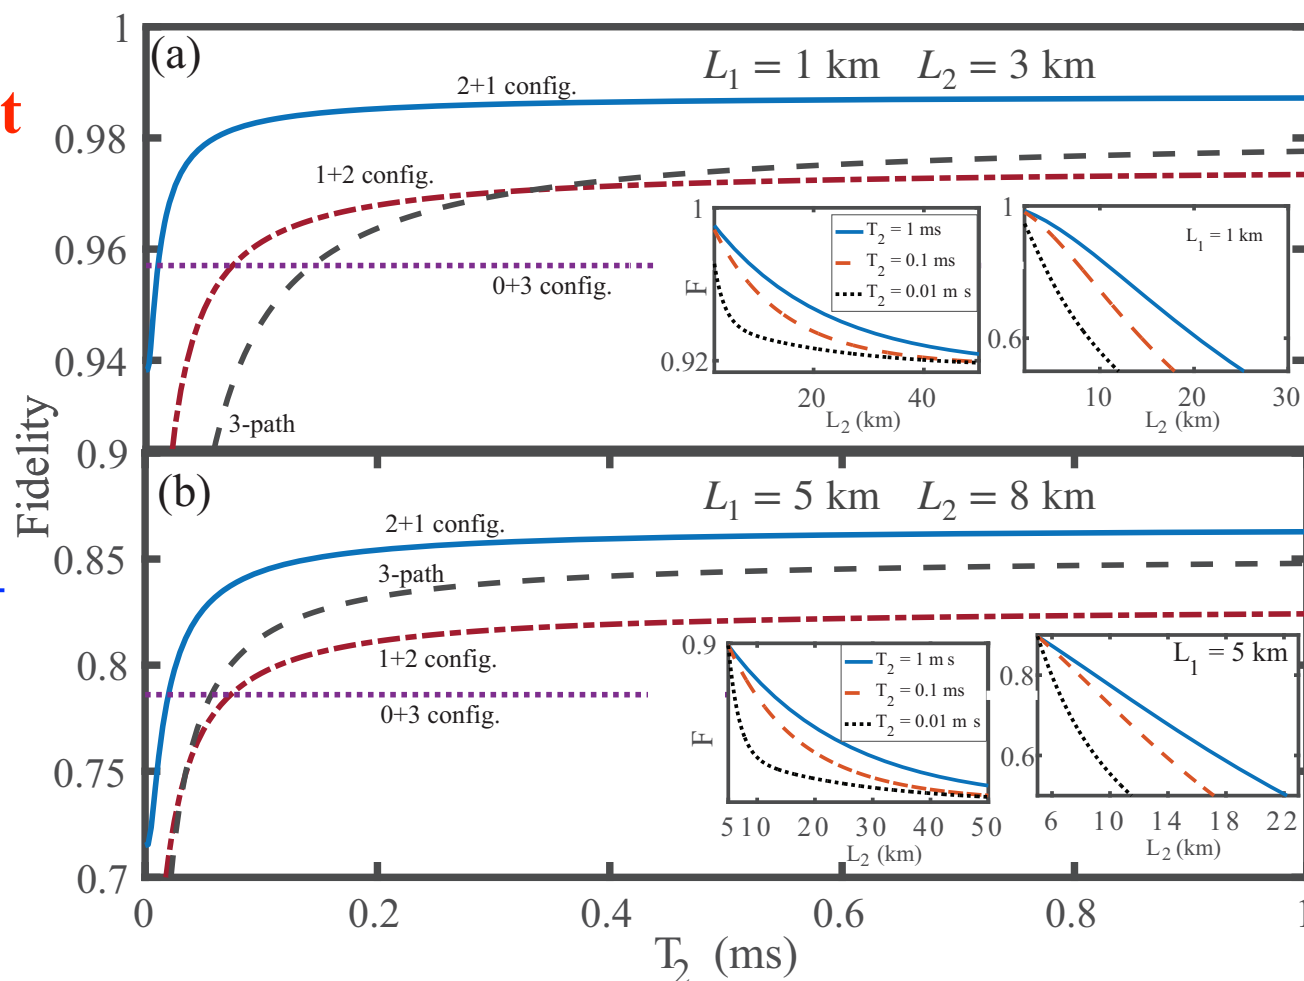 t
Fidelity
1
0.98
0.96
0.94
0.9
(a)
L1 = 1 km L2 = 3 km
2+1 config.
1+2 config.
0+3 config.
3-path
1
0.92
F
T2 = 1 ms
T2 = 0.1 ms
T2 = 0.01 m s
20 40
L2 (km)
1
0.6
L1 = 1 km
10 20 30
L2 (km)
(b)
L1 = 5 km L2 = 8 km
0.85
0.8
0.75
0.7
2+1 config.
3-path
1+2 config.
0+3 config.
0.9
F
T2 = 1 m s
T2 = 0.1 ms
T2 = 0.01 m s
5 10 20 30 40 50
L2 (km)
0.8
0.6
L1 = 5 km
6 10 14 18 22
L2 (km)
0 0.2 0.4 0.6 0.8 1
T2 (ms)